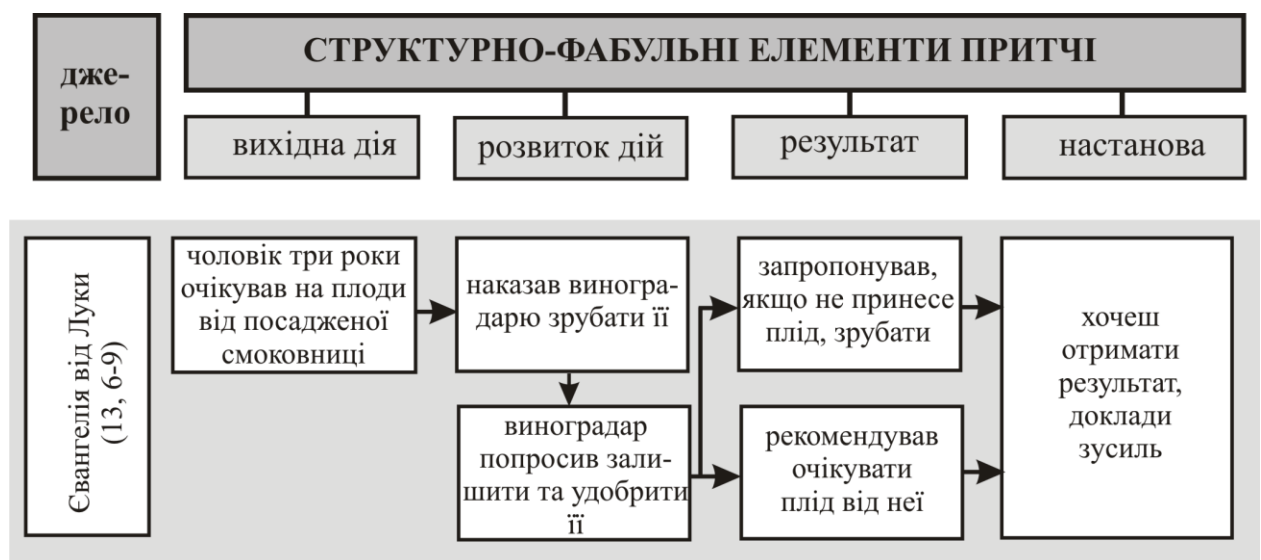 дже-
рело
СТРУКТУРНО-ФАБУЛЬНІ ЕЛЕМЕНТИ ПРИТЧІ
вихідна дія
розвиток дій
результат
настанова
Євангелія від Луки
(13, 6-9)
чоловік три роки
очікував на плоди
від посадженої
смоковниці
наказав виногра-
дарю зрубати її
виноградар
попросив зали-
шити та удобрити
її
запропонував,
якщо не принесе
плід, зрубати
рекомендував
очікувати
плід від неї
хочеш
отримати
результат,
доклади
зусиль